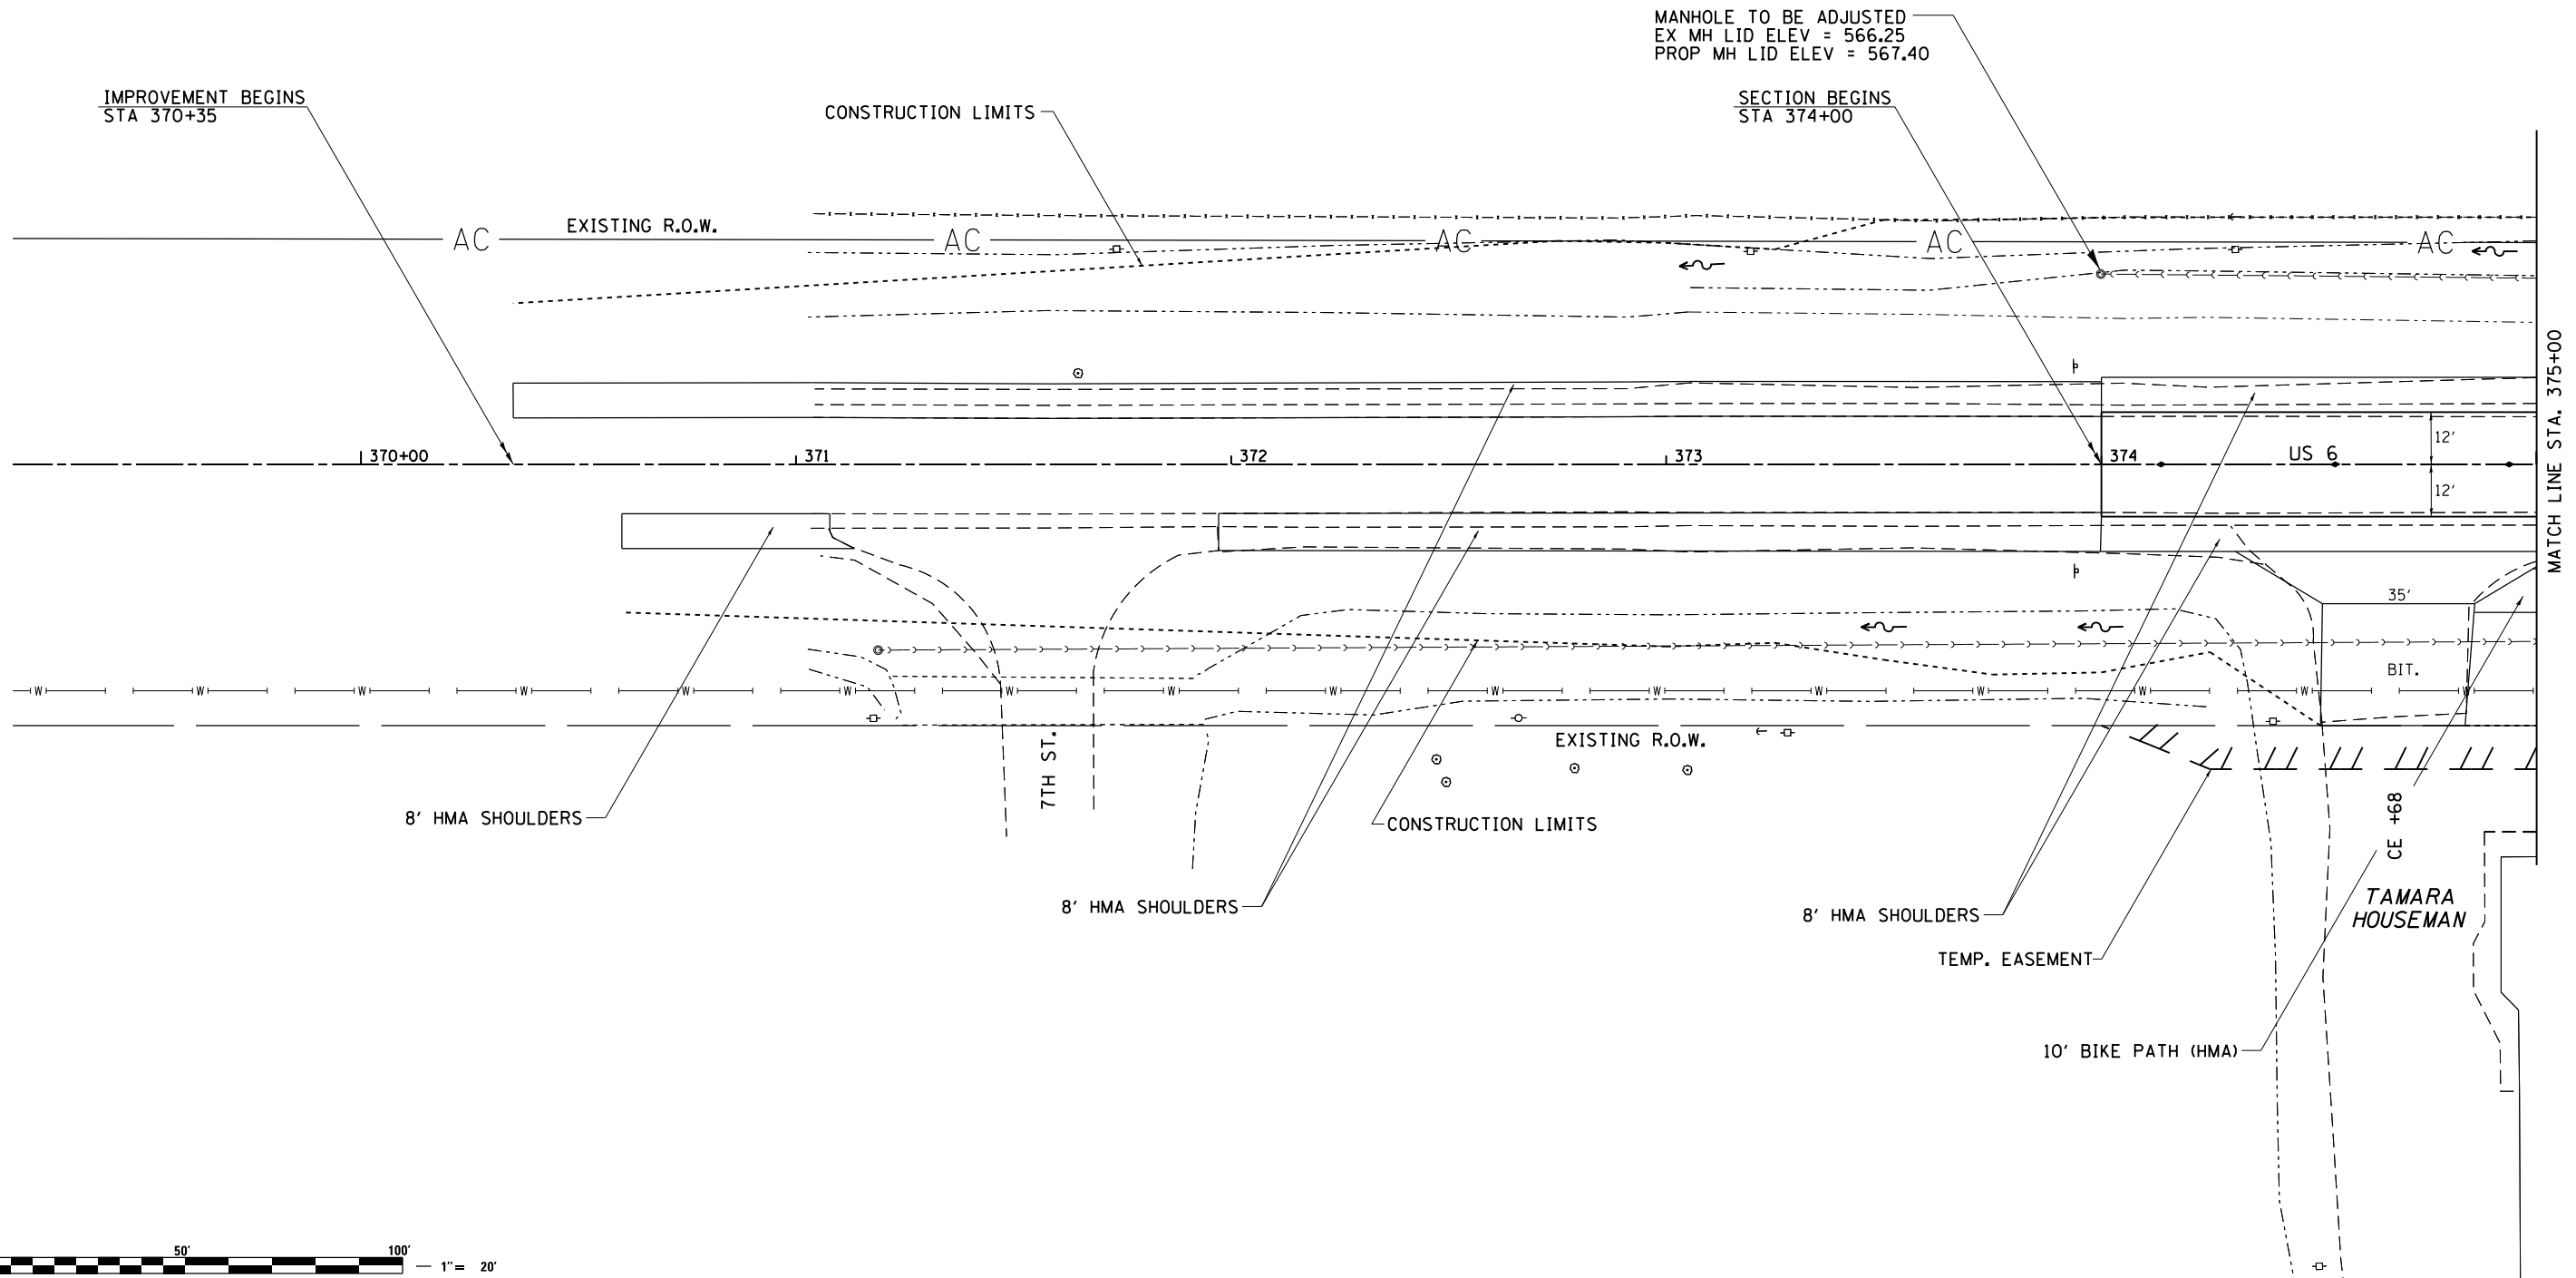 MANHOLE TO BE ADJUSTED
EX MH LID ELEV = 566.25
PROP MH LID ELEV = 567.40
IMPROVEMENT BEGINS
STA 370+35
CONSTRUCTION LIMITS
SECTION BEGINS
STA 374+00
EXISTING R.O.W.
AC AC AC AC AC
MATCH LINE STA. 375+00
12'
370+00 371 372 373 374 US 6
12'
35'
BIT.
W W W W W W W W W W W W W W W W
7TH ST.
EXISTING R.O.W.
8' HMA SHOULDERS
CONSTRUCTION LIMITS
CE +68
TAMARA
HOUSEMAN
8' HMA SHOULDERS
8' HMA SHOULDERS
TEMP. EASEMENT
10' BIKE PATH (HMA)
50' 100'
1"= 20'